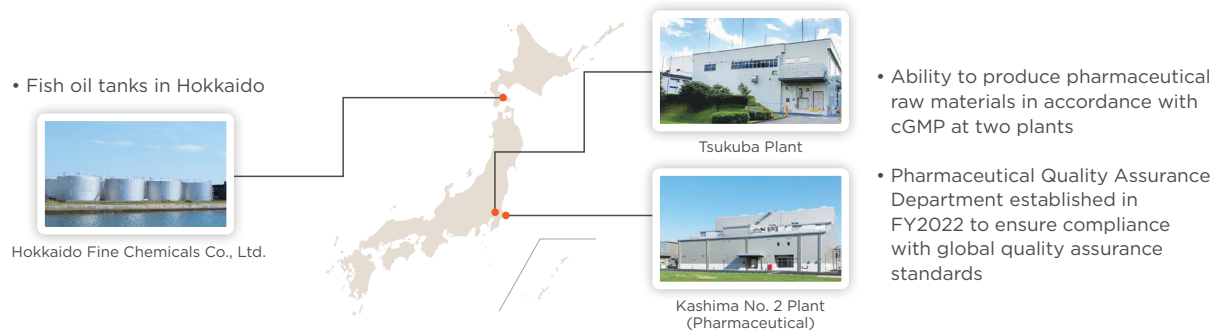 • Fish oil tanks in Hokkaido
Hokkaido Fine Chemicals Co., Ltd.
Tsukuba Plant
Kashima No. 2 Plant
(Pharmaceutical)
• Ability to produce pharmaceutical
raw materials in accordance with
cGMP at two plants
• Pharmaceutical Quality Assurance
Department established in
FY2022 to ensure compliance
with global quality assurance
standards